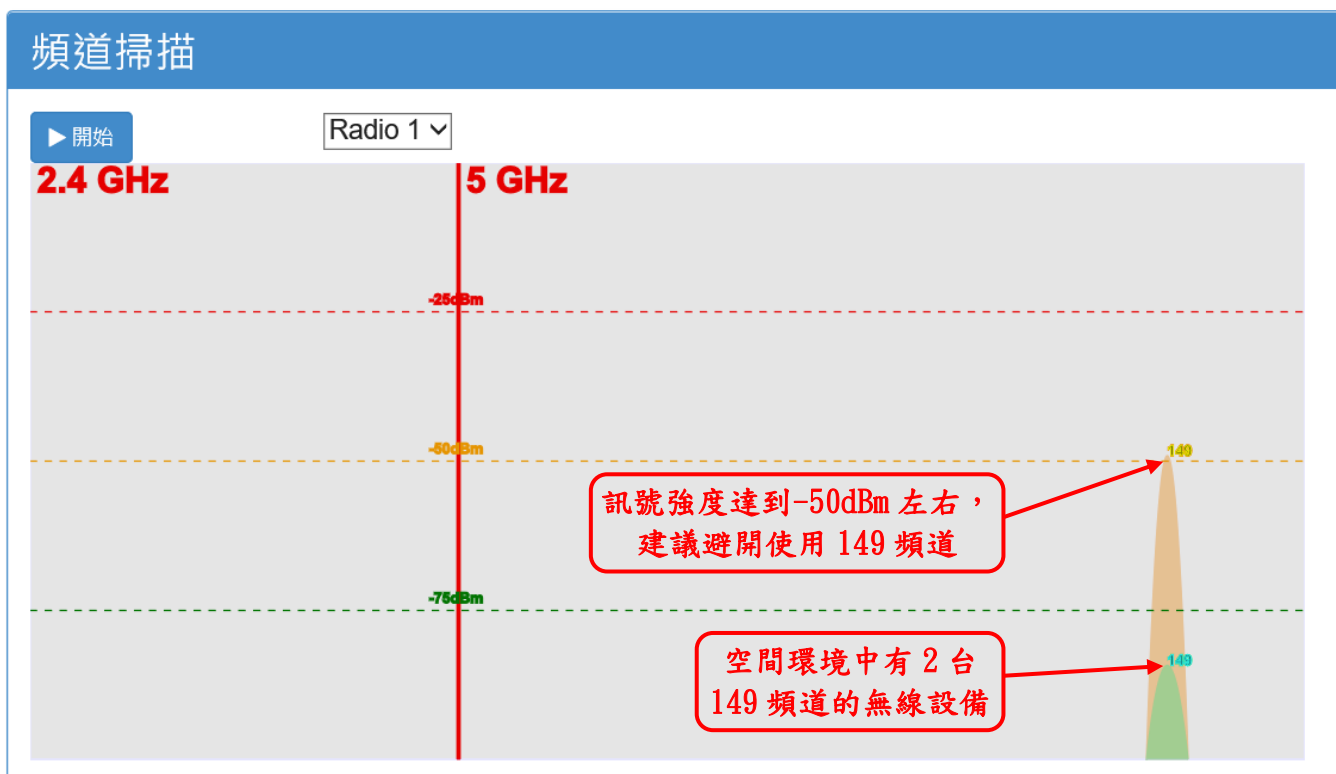 頻道掃描
▶開始
Radio 1
2.4 GHz
5 GHz
-25dBm
-50dBm
149
訊號強度達到-50dBm 左右，
建議避開使用 149 頻道
-75dBm
空間環境中有 2 台
149 頻道的無線設備
149